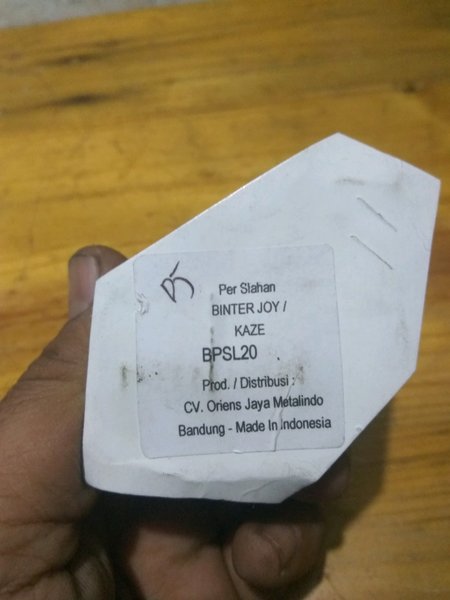 Per Slahan
BINTER JOY /
KAZE
BPSL20
Prod. / Distribusi :
CV. Oriens Jaya Metalindo
Bandung - Made In Indonesia